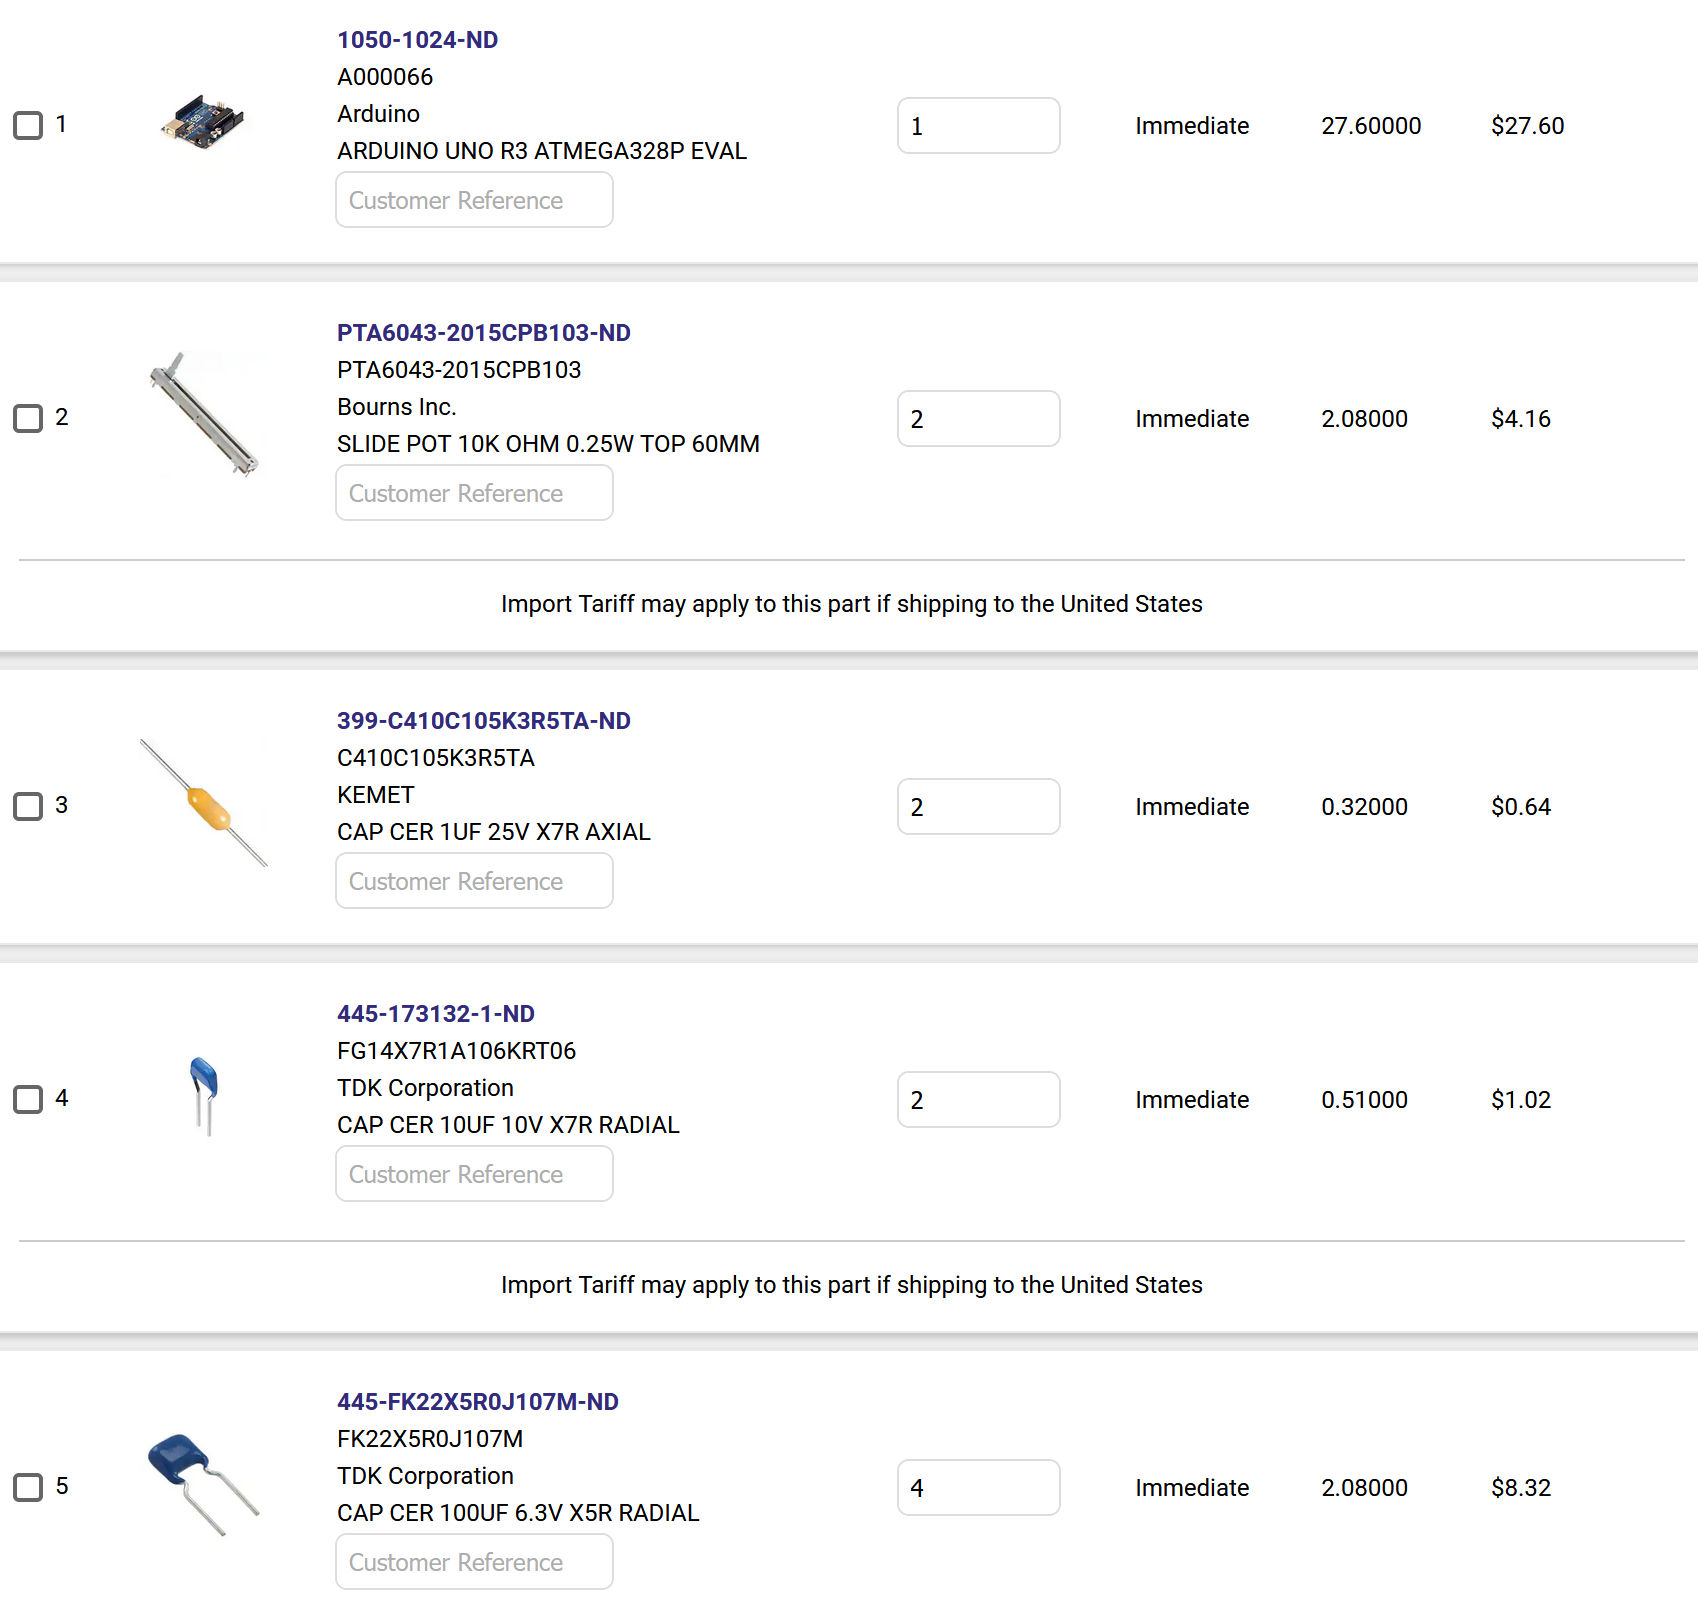 1050-1024-ND
A000066
Arduino
1 1 Immediate 27.60000 $27.60
ARDUINO UNO R3 ATMEGA328P EVAL
Customer Reference
PTA6043-2015CPB103-ND
PTA6043-2015CPB103
Bourns Inc.
2 2 Immediate 2.08000 $4.16
SLIDE POT 10K OHM 0.25W TOP 60MM
Customer Reference
Import Tariff may apply to this part if shipping to the United States
399-C410C105K3R5TA-ND
C410C105K3R5TA
KEMET
3 2 Immediate 0.32000 $0.64
CAP CER 1UF 25V X7R AXIAL
Customer Reference
445-173132-1-ND
FG14X7R1A106KRT06
TDK Corporation
4 2 Immediate 0.51000 $1.02
CAP CER 10UF 10V X7R RADIAL
Customer Reference
Import Tariff may apply to this part if shipping to the United States
445-FK22X5R0J107M-ND
FK22X5R0J107M
TDK Corporation
5 4 Immediate 2.08000 $8.32
CAP CER 100UF 6.3V X5R RADIAL
Customer Reference